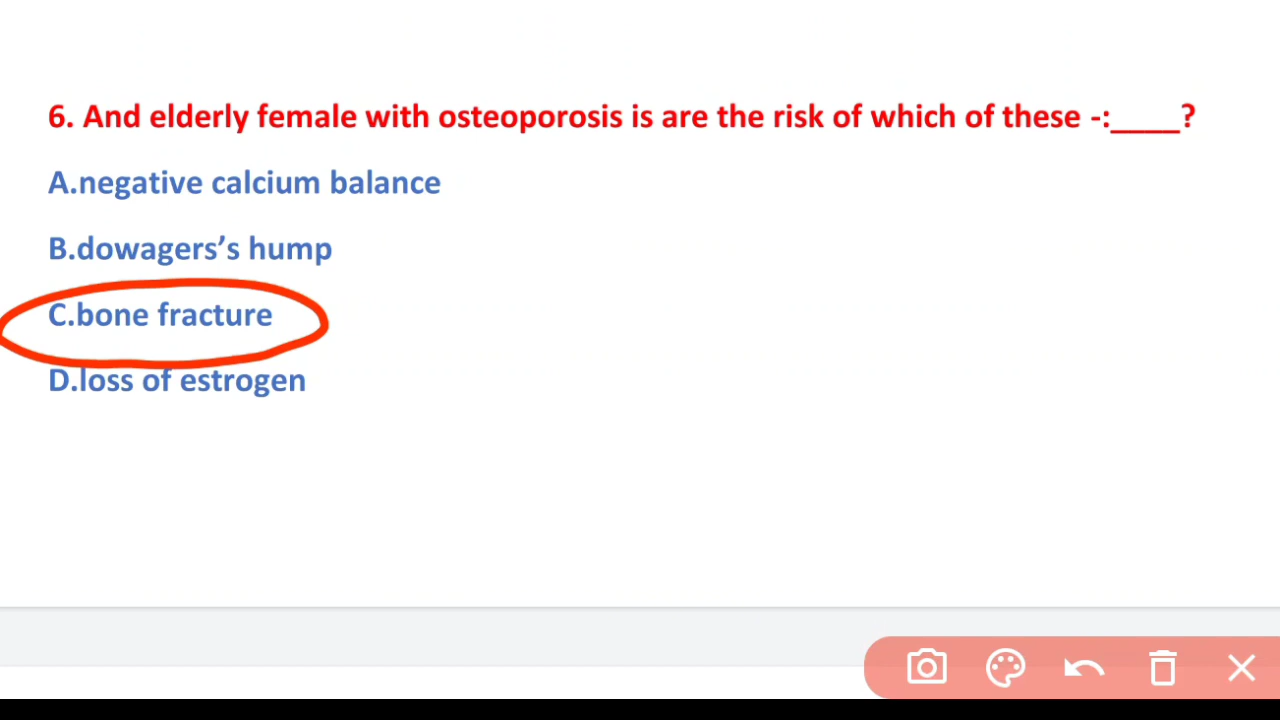 6. And elderly female with osteoporosis is are the risk of which of these -:____?
A.negative calcium balance
B.dowagers’s hump
C.bone fracture
D.loss of estrogen